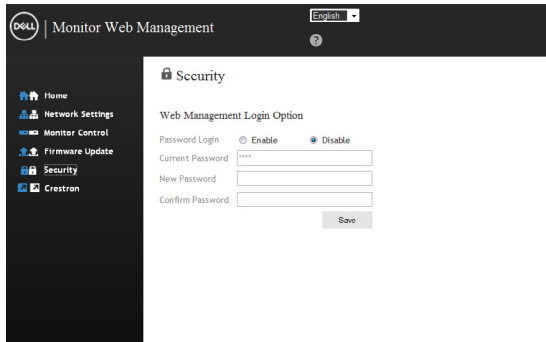 DELL | Monitor Web Management
English
?
Home
Network Settings
Monitor Control
Firmware Update
Security
Crestron
Security
Web Management Login Option
Password Login Enable Disable
Current Password ****
New Password
Confirm Password
Save